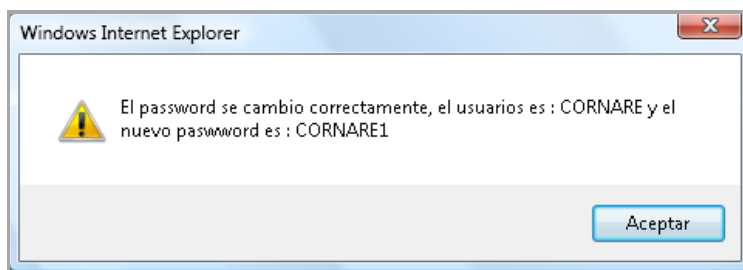 Windows Internet Explorer
El password se cambio correctamente, el usuarios es : CORNARE y el
nuevo paswword es : CORNARE1
Aceptar